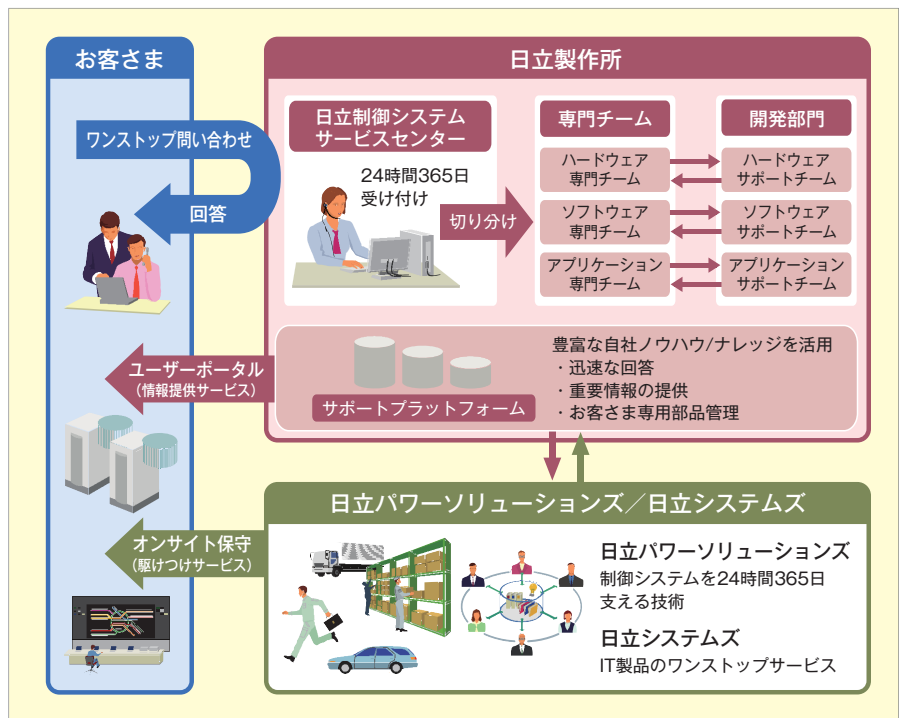 お客さま
ワンストップ問い合わせ
回答
ユーザーポータル
（情報提供サービス）
オンサイト保守
（駆けつけサービス）
日立製作所
日立制御システム
サービスセンター
24時間365日
受け付け
切り分け
専門チーム
ハードウェア
専門チーム
ソフトウェア
専門チーム
アプリケーション
専門チーム
開発部門
ハードウェア
サポートチーム
ソフトウェア
サポートチーム
アプリケーション
サポートチーム
サポートプラットフォーム
豊富な自社ノウハウ/ナレッジを活用
・迅速な回答
・重要情報の提供
・お客さま専用部品管理
日立パワーソリューションズ／日立システムズ
日立パワーソリューションズ
制御システムを24時間365日
支える技術
日立システムズ
IT製品のワンストップサービス